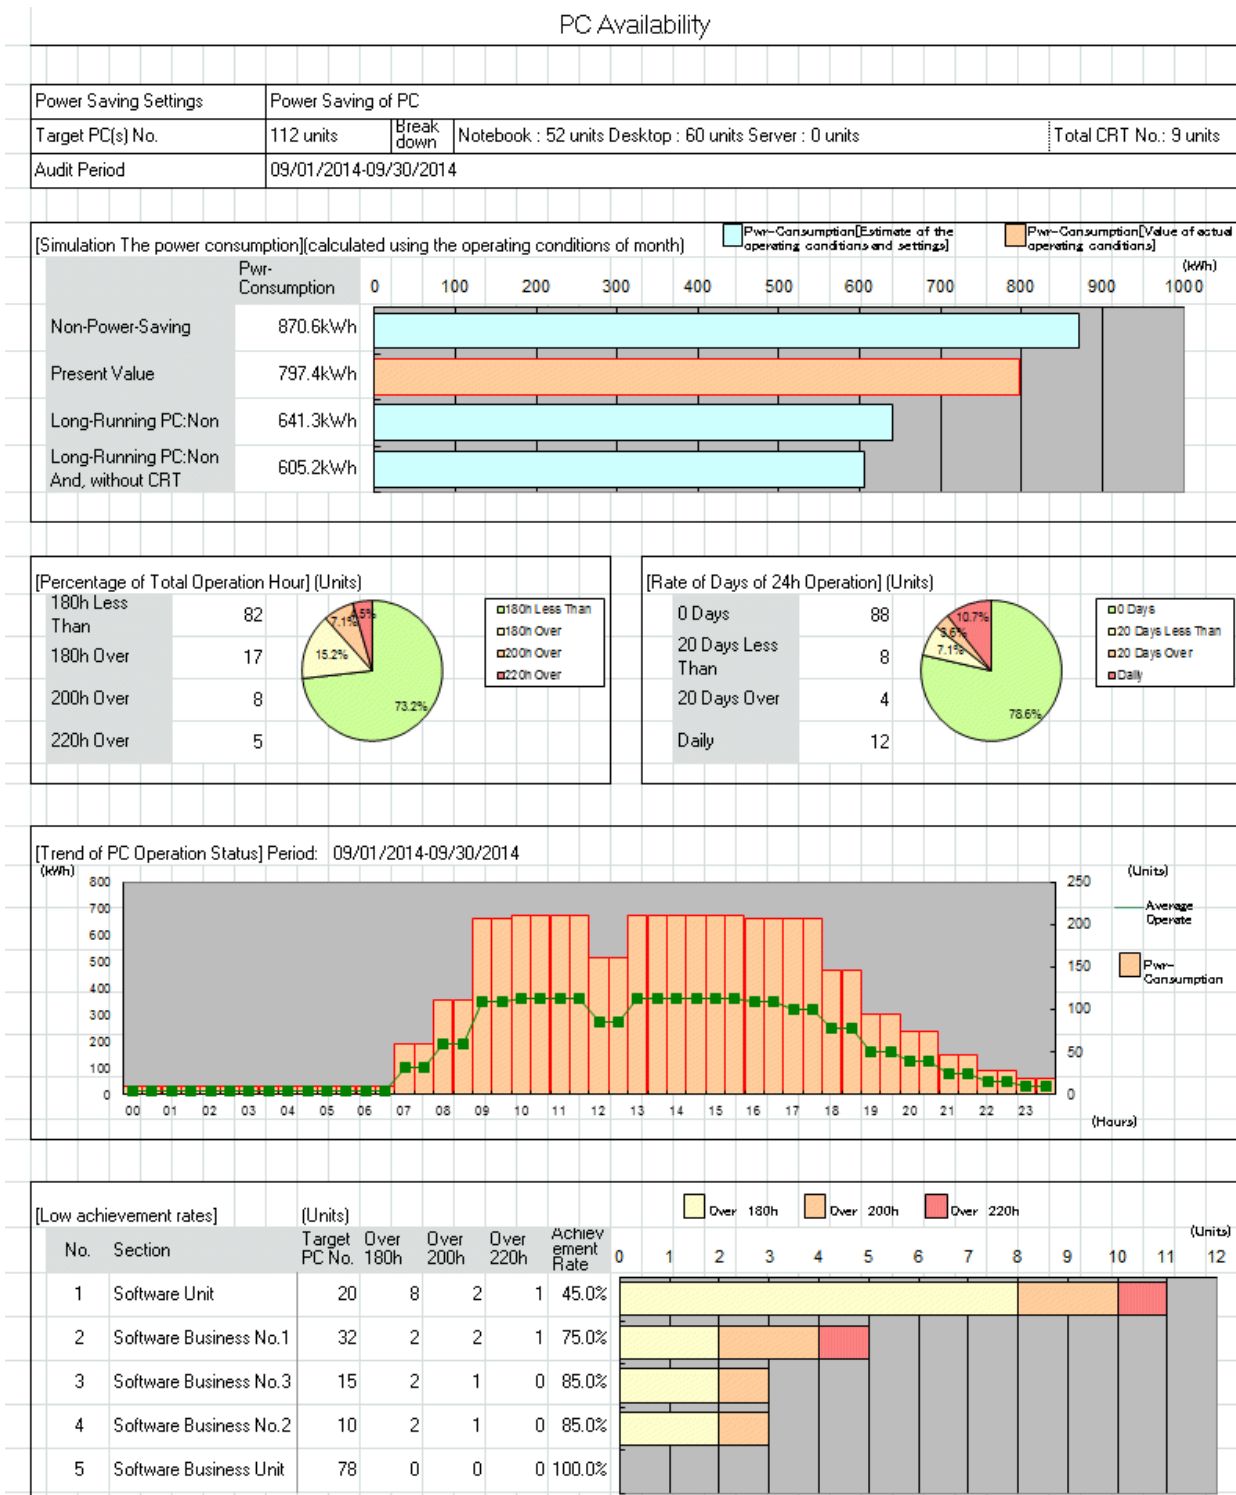 PC Availability
Power Saving Settings Power Saving of PC
Target PC(s) No. 112 units Break down Notebook : 52 units Desktop : 60 units Server : 0 units Total CRT No.: 9 units
Audit Period 09/01/2014-09/30/2014
[Simulation The power consumption](calculated using the operating conditions of month)
Pwr-Consumption[Estimate of the operating conditions and settings]
Pwr-Consumption[Value of actual operating conditions]
(kWh)
Pwr-Consumption 0 100 200 300 400 500 600 700 800 900 1000
Non-Power-Saving 870.6kWh
Present Value 797.4kWh
Long-Running PC:Non 641.3kWh
Long-Running PC:Non And, without CRT 605.2kWh
[Percentage of Total Operation Hour] (Units)
180h Less Than 82
180h Over 17
200h Over 8
220h Over 5
4.5%
7.1%
15.2%
73.2%
180h Less Than
180h Over
200h Over
220h Over
[Rate of Days of 24h Operation] (Units)
0 Days 88
20 Days Less Than 8
20 Days Over 4
Daily 12
10.7%
3.6%
7.1%
78.6%
0 Days
20 Days Less Than
20 Days Over
Daily
[Trend of PC Operation Status] Period: 09/01/2014-09/30/2014
(kWh)
800
700
600
500
400
300
200
100
0
00 01 02 03 04 05 06 07 08 09 10 11 12 13 14 15 16 17 18 19 20 21 22 23
(Hours)
250
200
150
100
50
0
(Units)
Average Operate
Pwr-Consumption
[Low achievement rates] (Units)
Over 180h Over 200h Over 220h
(Units)
No. Section Target PC No. Over 180h Over 200h Over 220h Achiev ement Rate 0 1 2 3 4 5 6 7 8 9 10 11 12
1 Software Unit 20 8 2 1 45.0%
2 Software Business No.1 32 2 2 1 75.0%
3 Software Business No.3 15 2 1 0 85.0%
4 Software Business No.2 10 2 1 0 85.0%
5 Software Business Unit 78 0 0 0 100.0%